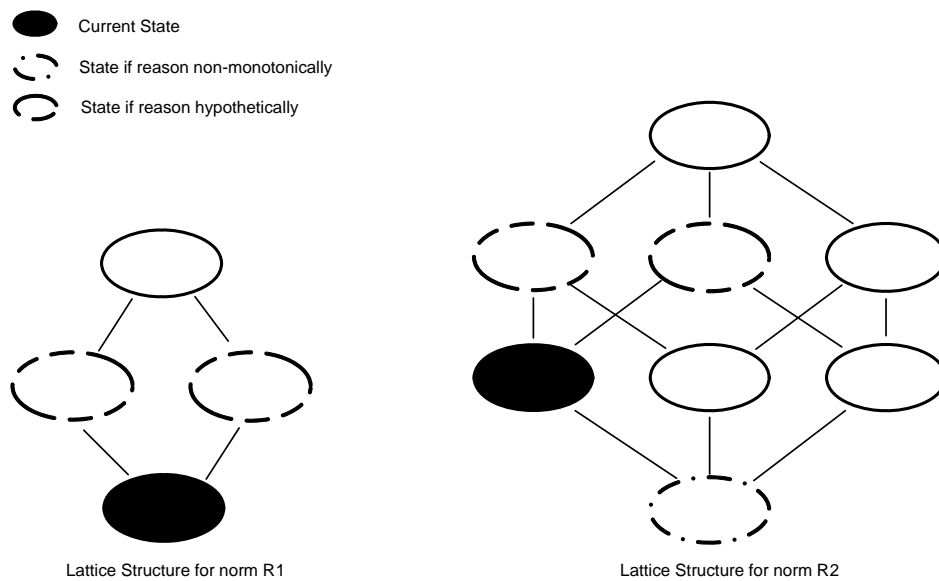 Current State
State if reason non-monotonically
State if reason hypothetically
Lattice Structure for norm R1
Lattice Structure for norm R2